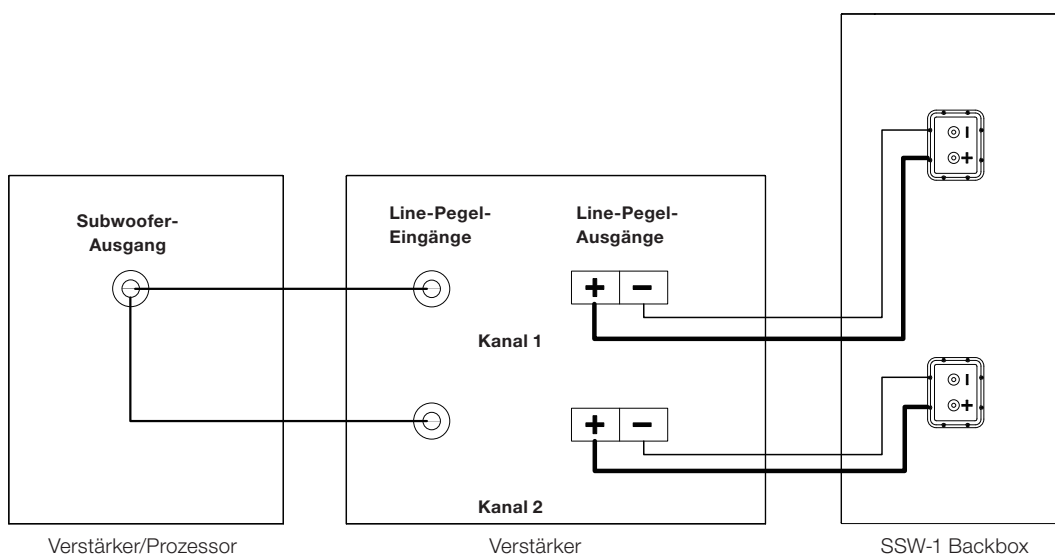 Subwoofer-
Ausgang
Line-Pegel-
Eingänge
Line-Pegel-
Ausgänge
+ −
Kanal 1
+ −
Kanal 2
−
+
−
+
Verstärker/Prozessor
Verstärker
SSW-1 Backbox